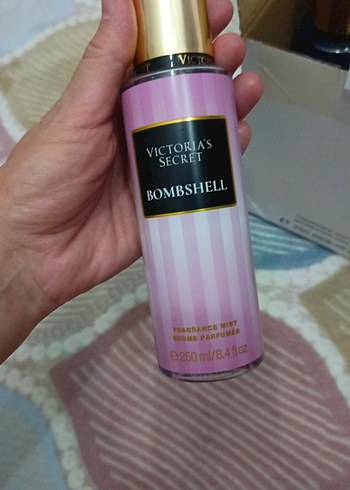 VICTORIA'S
SECRET
BOMBSHELL
FRAGRANCE MIST
BRUME PARFUMÉE
℮250 ml/8.4 fl oz